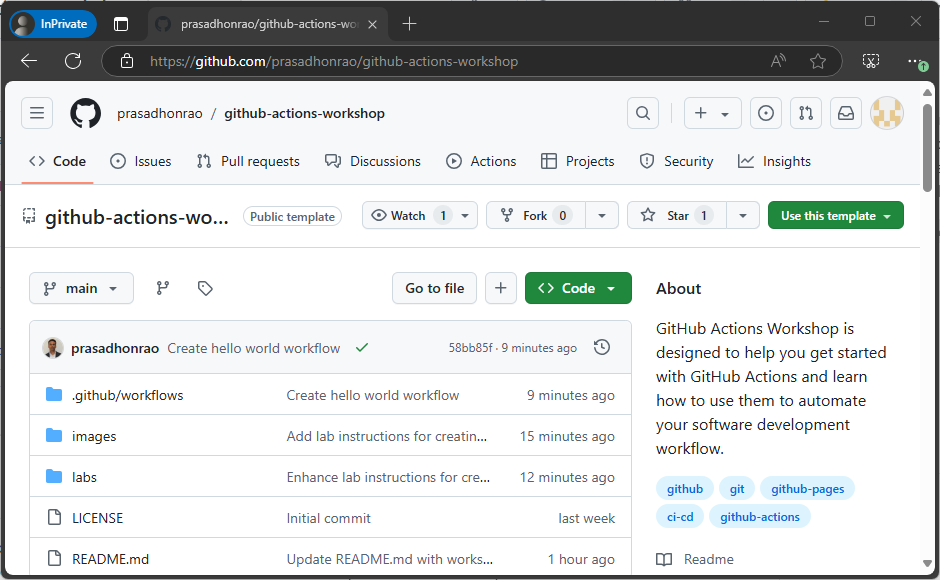 InPrivate
prasadhonrao/github-actions-wo
https://github.com/prasadhonrao/github-actions-workshop
prasadhonrao / github-actions-workshop
Code Issues Pull requests Discussions Actions Projects Security Insights
github-actions-wo... Public template Watch 1 Fork 0 Star 1 Use this template
main Go to file Code
prasadhonrao Create hello world workflow 58bb85f · 9 minutes ago
.github/workflows Create hello world workflow 9 minutes ago
images Add lab instructions for creatin... 15 minutes ago
labs Enhance lab instructions for cre... 12 minutes ago
LICENSE Initial commit last week
README.md Update README.md with works... 1 hour ago
About
GitHub Actions Workshop is
designed to help you get started
with GitHub Actions and learn
how to use them to automate
your software development
workflow.
github git github-pages
ci-cd github-actions
Readme